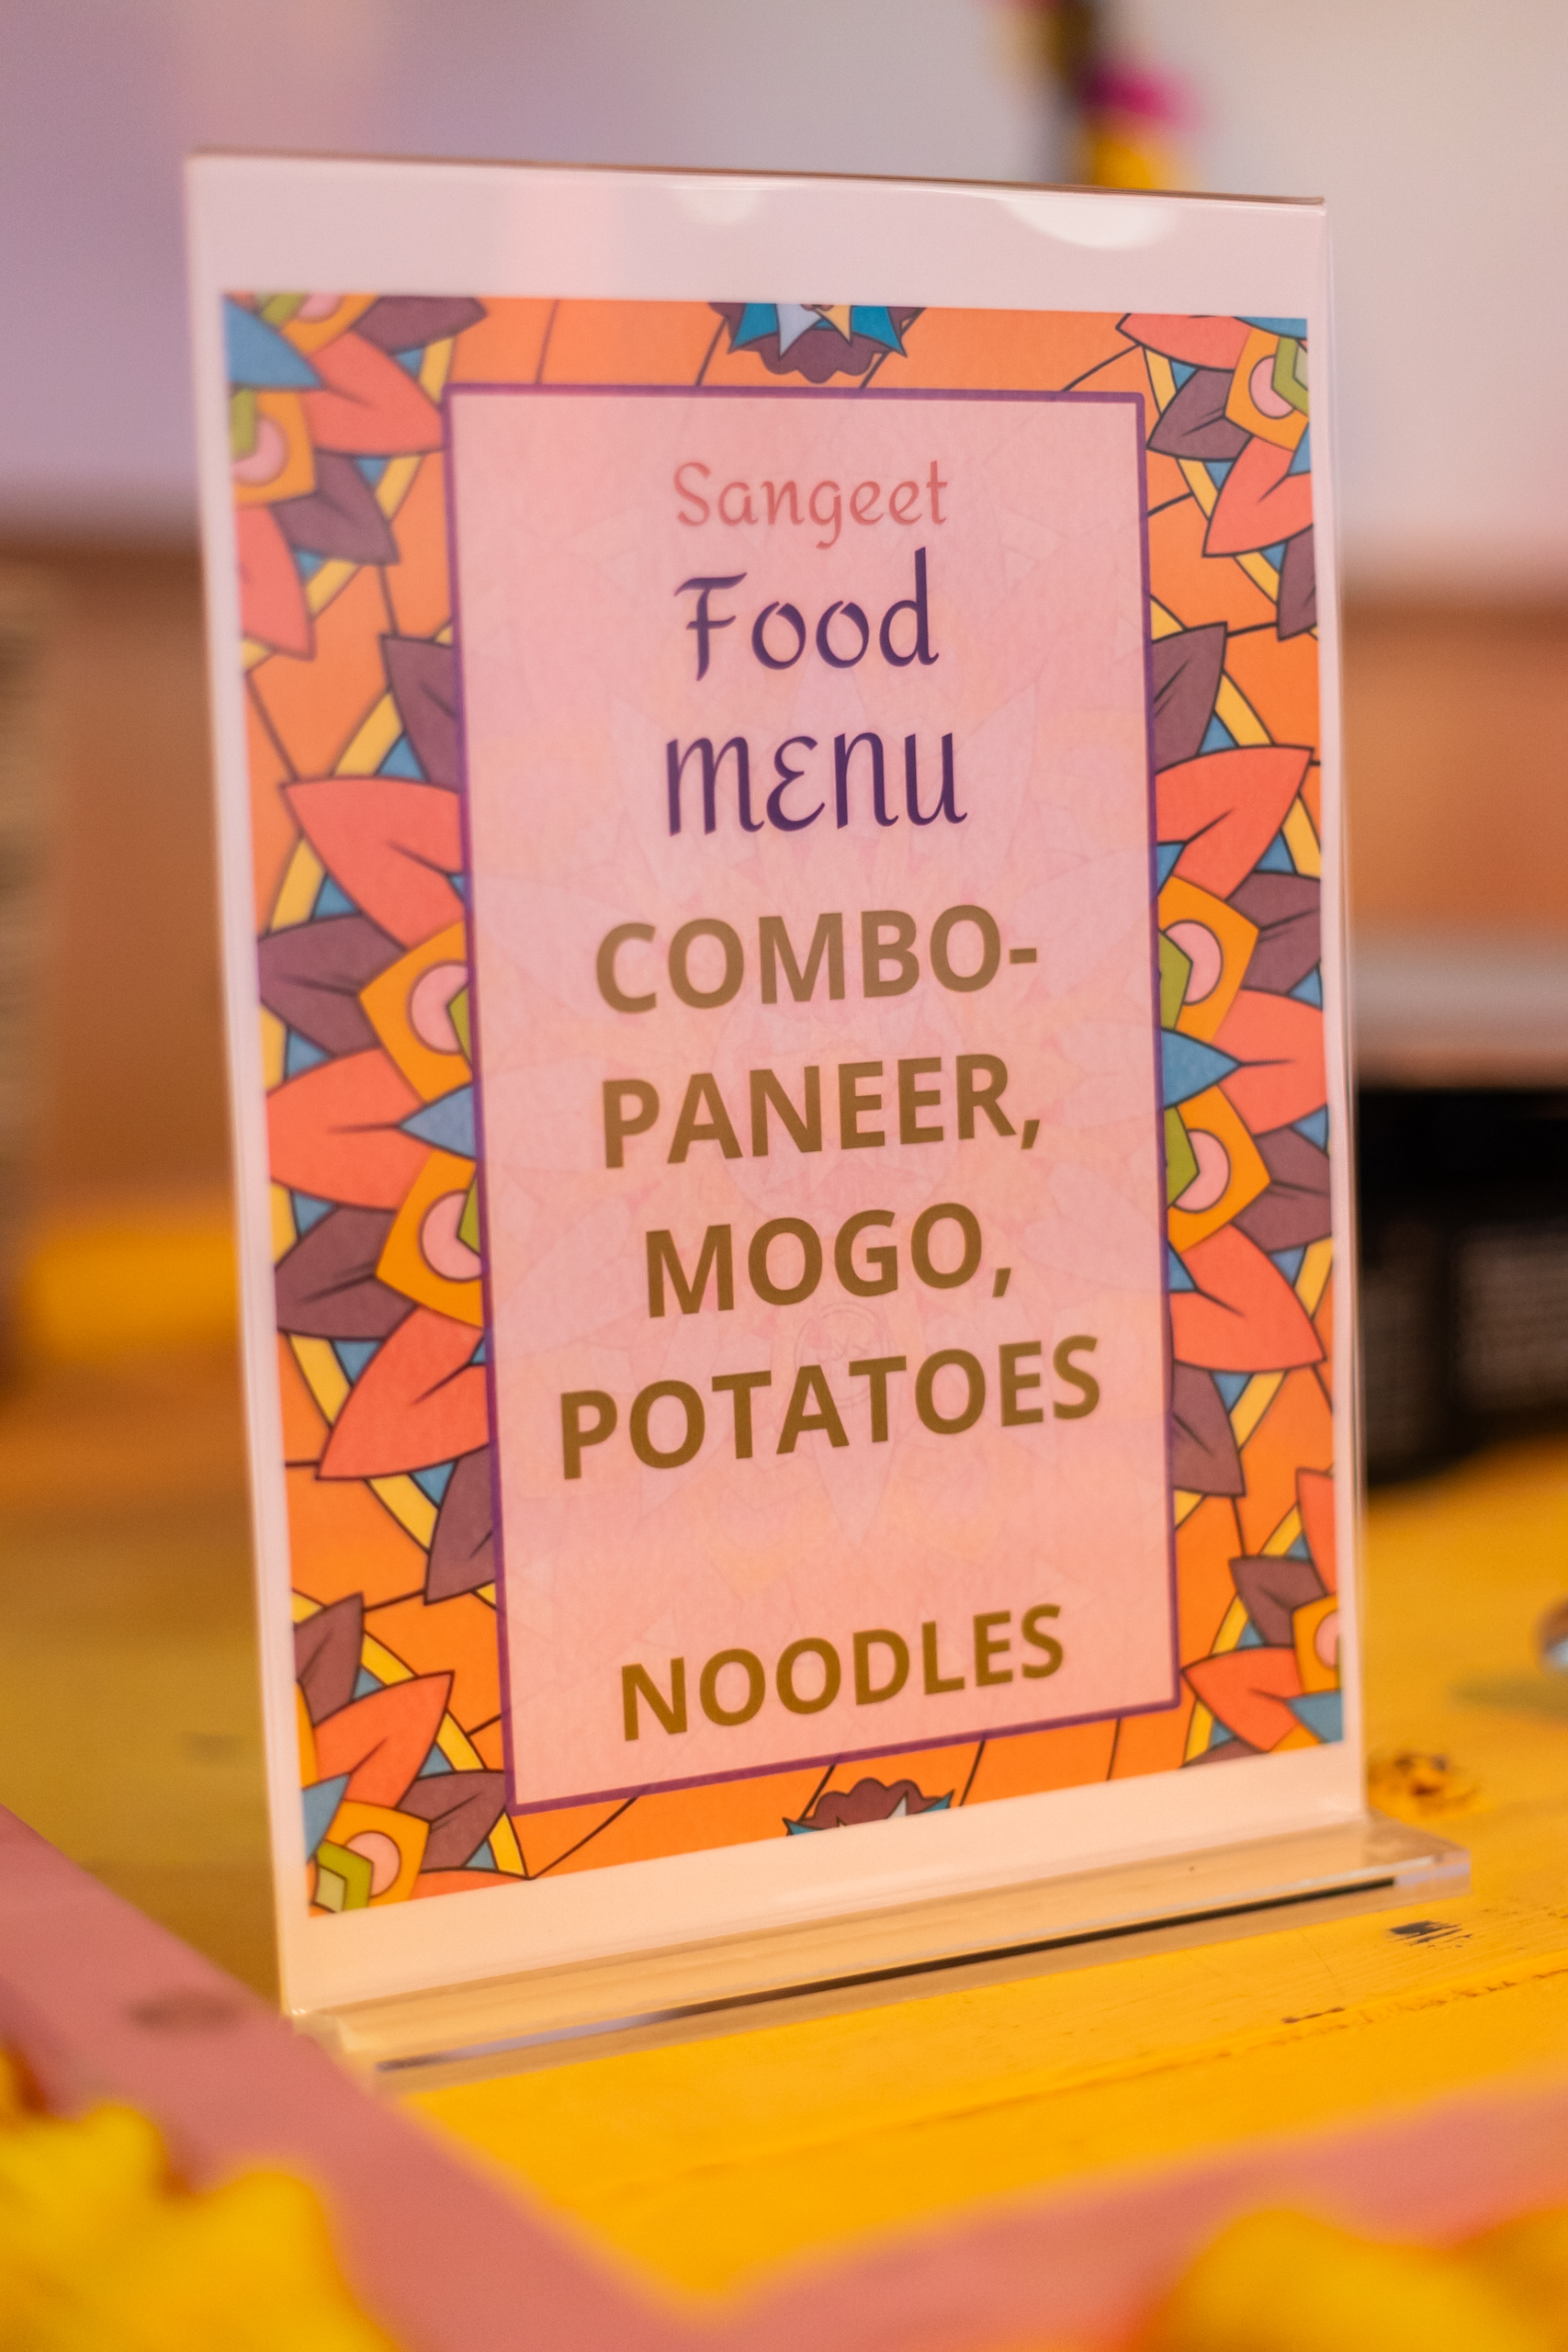 Sangeet
Food
menu
COMBO-
PANEER,
MOGO,
POTATOES
NOODLES